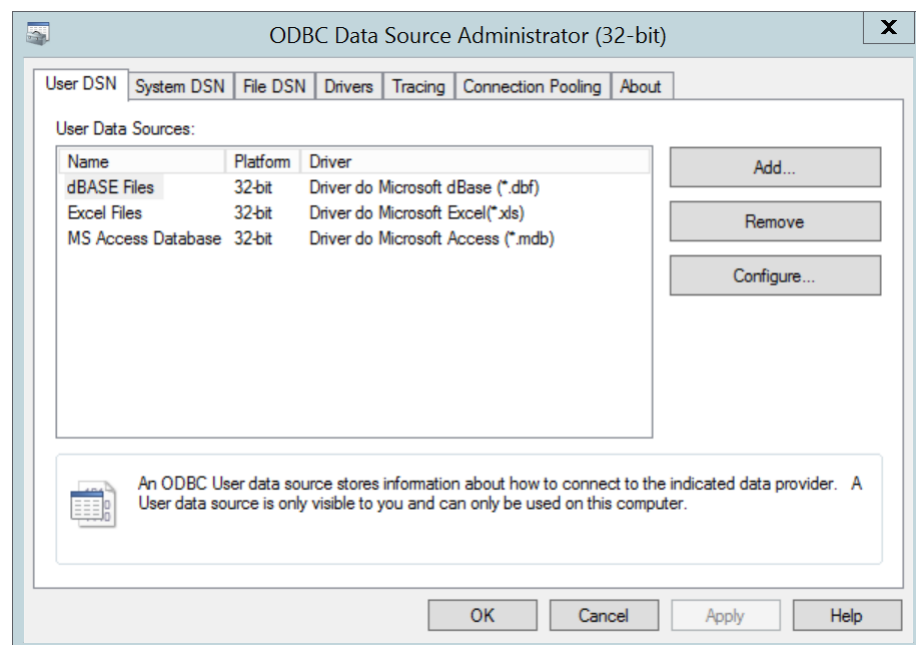 ODBC Data Source Administrator (32-bit)
X
User DSN System DSN File DSN Drivers Tracing Connection Pooling About
User Data Sources:
Name Platform Driver
dBASE Files 32-bit Driver do Microsoft dBase (*.dbf)
Excel Files 32-bit Driver do Microsoft Excel(*.xls)
MS Access Database 32-bit Driver do Microsoft Access (*.mdb)
Add...
Remove
Configure...
An ODBC User data source stores information about how to connect to the indicated data provider. A
User data source is only visible to you and can only be used on this computer.
OK Cancel Apply Help